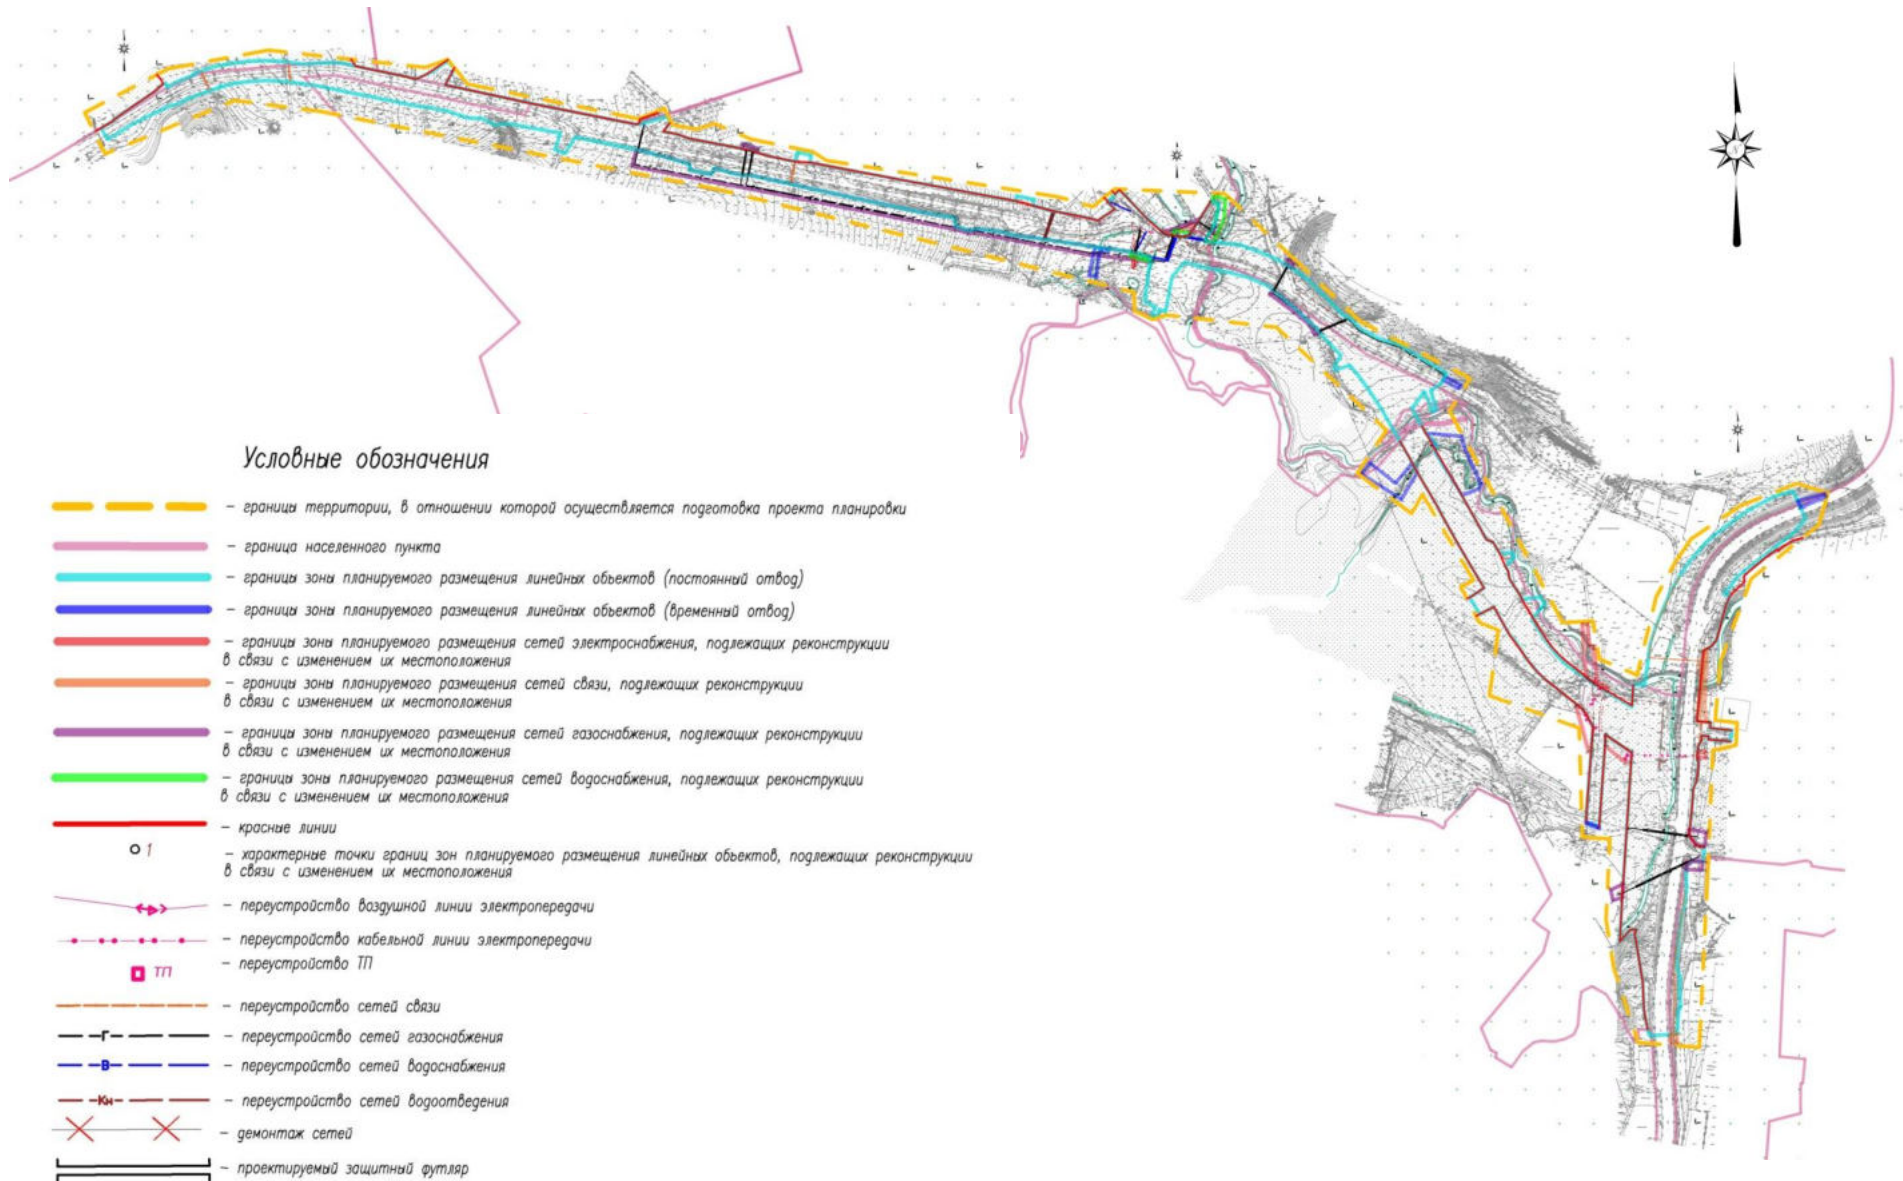 Условные обозначения
– границы территории, в отношении которой осуществляется подготовка проекта планировки
– граница населенного пункта
– границы зоны планируемого размещения линейных объектов (постоянный отвод)
– границы зоны планируемого размещения линейных объектов (временный отвод)
– границы зоны планируемого размещения сетей электроснабжения, подлежащих реконструкции
в связи с изменением их местоположения
– границы зоны планируемого размещения сетей связи, подлежащих реконструкции
в связи с изменением их местоположения
– границы зоны планируемого размещения сетей газоснабжения, подлежащих реконструкции
в связи с изменением их местоположения
– границы зоны планируемого размещения сетей водоснабжения, подлежащих реконструкции
в связи с изменением их местоположения
– красные линии
1 – характерные точки границ зон планируемого размещения линейных объектов, подлежащих реконструкции
в связи с изменением их местоположения
– переустройство воздушной линии электропередачи
– переустройство кабельной линии электропередачи
ТП – переустройство ТП
– переустройство сетей связи
Г – переустройство сетей газоснабжения
В – переустройство сетей водоснабжения
Кн – переустройство сетей водоотведения
– демонтаж сетей
– проектируемый защитный футляр